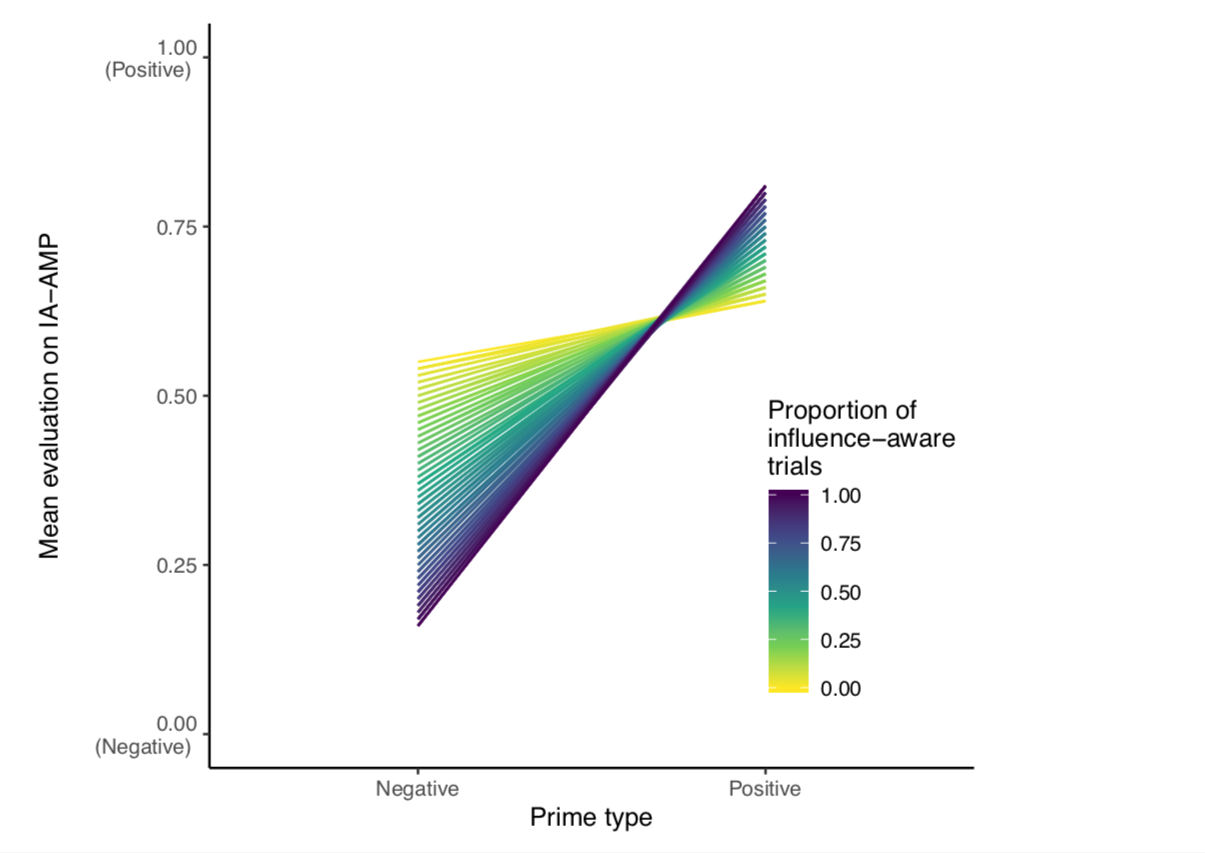 1.00
(Positive)
0.75
0.50
0.25
0.00
(Negative)
Mean evaluation on IA−AMP
Negative
Positive
Prime type
Proportion of
influence−aware
trials
1.00
0.75
0.50
0.25
0.00